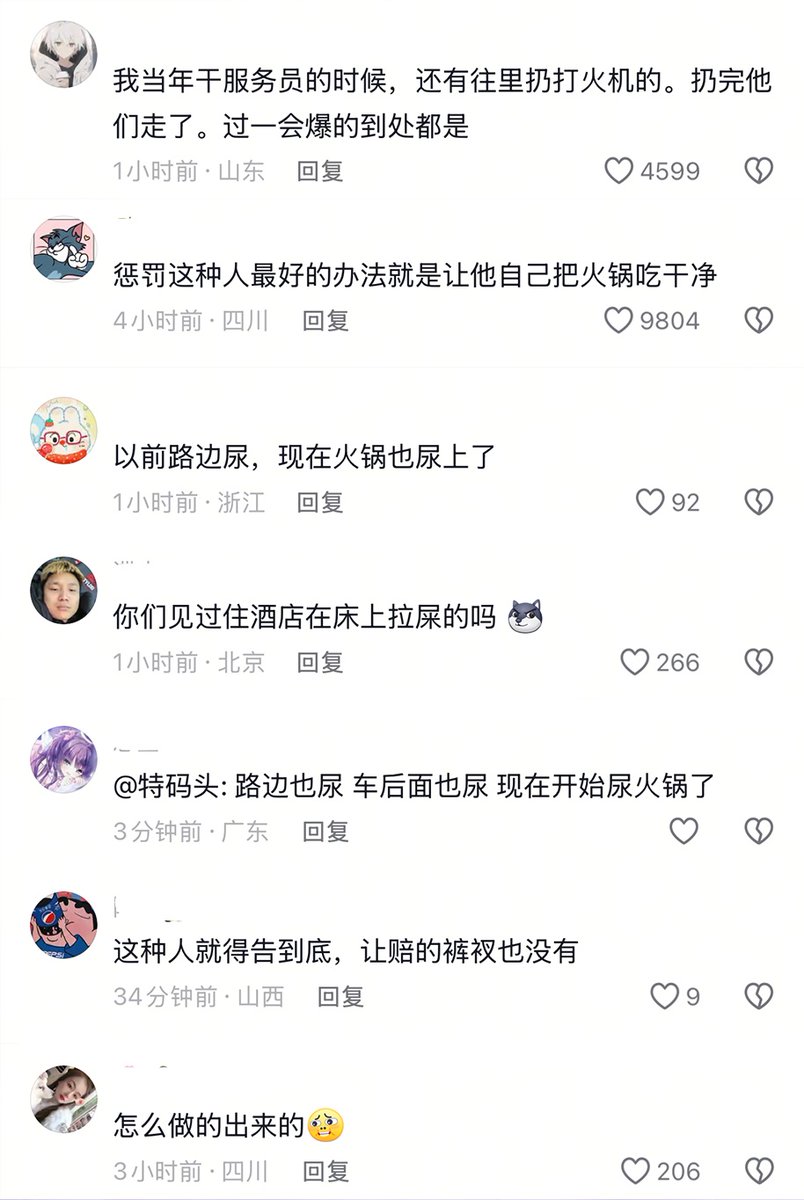 我当年干服务员的时候，还有往里扔打火机的。扔完他
们走了。过一会爆的到处都是
1小时前·山东 回复 4599
惩罚这种人最好的办法就是让他自己把火锅吃干净
4小时前·四川 回复 9804
以前路边尿，现在火锅也尿上了
1小时前·浙江 回复 92
你们见过住酒店在床上拉屎的吗
1小时前·北京 回复 266
@特码头: 路边也尿 车后面也尿 现在开始尿火锅了
3分钟前·广东 回复
这种人就得告到底，让赔的裤衩也没有
34分钟前·山西 回复 9
怎么做的出来的
3小时前·四川 回复 206